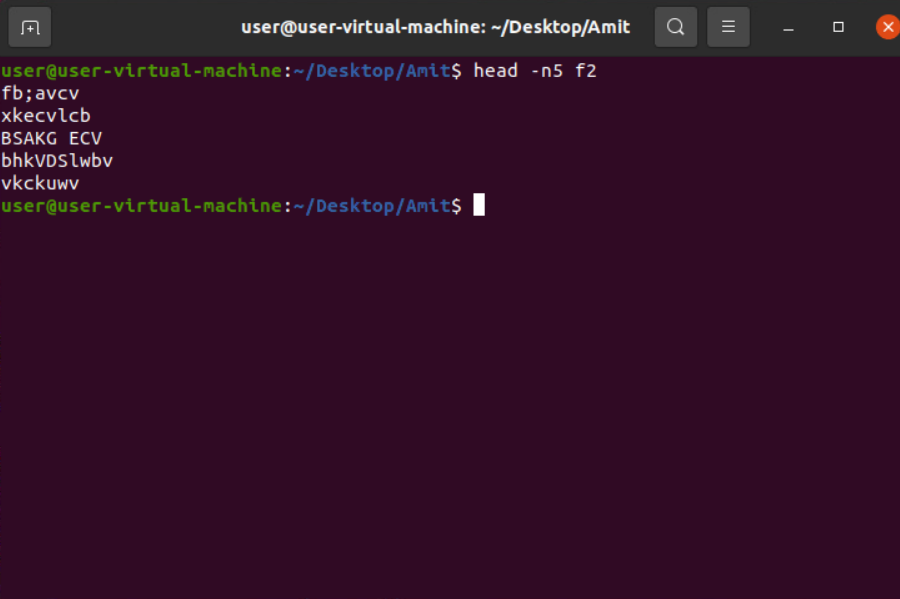 user@user-virtual-machine: ~/Desktop/Amit
user@user-virtual-machine:~/Desktop/Amit$ head -n5 f2
fb;avcv
xkecvlcb
BSAKG ECV
bhkVDSlwbv
vkckuwv
user@user-virtual-machine:~/Desktop/Amit$